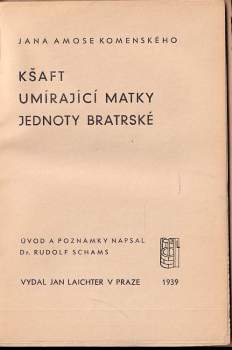 JANA AMOSE KOMENSKÉHO
KŠAFT
UMÍRAJÍCÍ MATKY
JEDNOTY BRATRSKÉ
ÚVOD A POZNÁMKY NAPSAL
Dr. RUDOLF SCHAMS
VYDAL JAN LAICHTER V PRAZE 1939